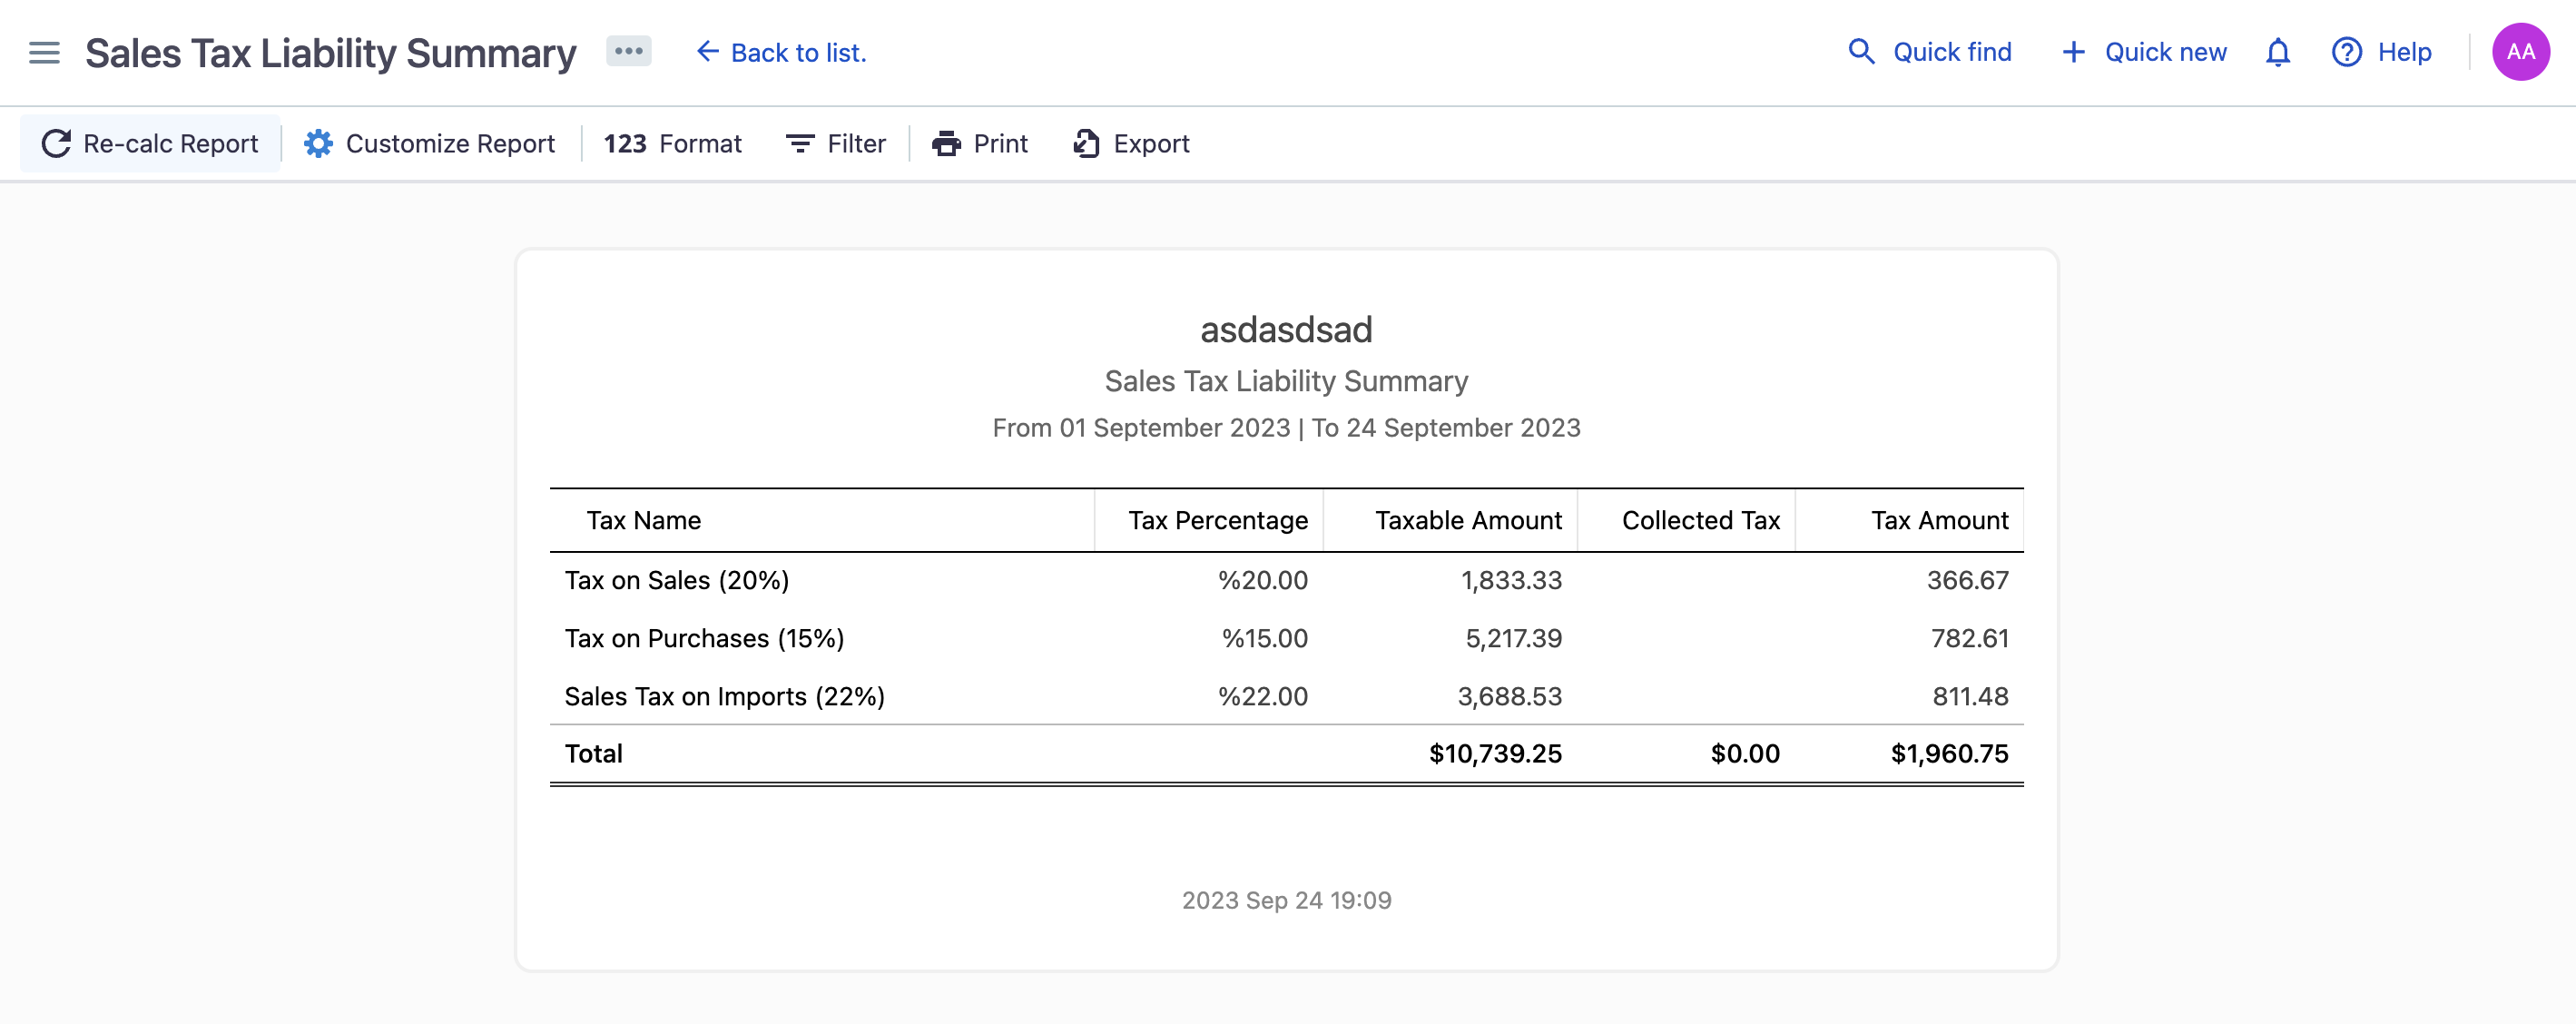 Sales Tax Liability Summary ••• ← Back to list. Quick find + Quick new Help AA
Re-calc Report Customize Report 123 Format Filter Print Export
asdasdsad
Sales Tax Liability Summary
From 01 September 2023 | To 24 September 2023
Tax Name Tax Percentage Taxable Amount Collected Tax Tax Amount
Tax on Sales (20%) %20.00 1,833.33 366.67
Tax on Purchases (15%) %15.00 5,217.39 782.61
Sales Tax on Imports (22%) %22.00 3,688.53 811.48
Total $10,739.25 $0.00 $1,960.75
2023 Sep 24 19:09